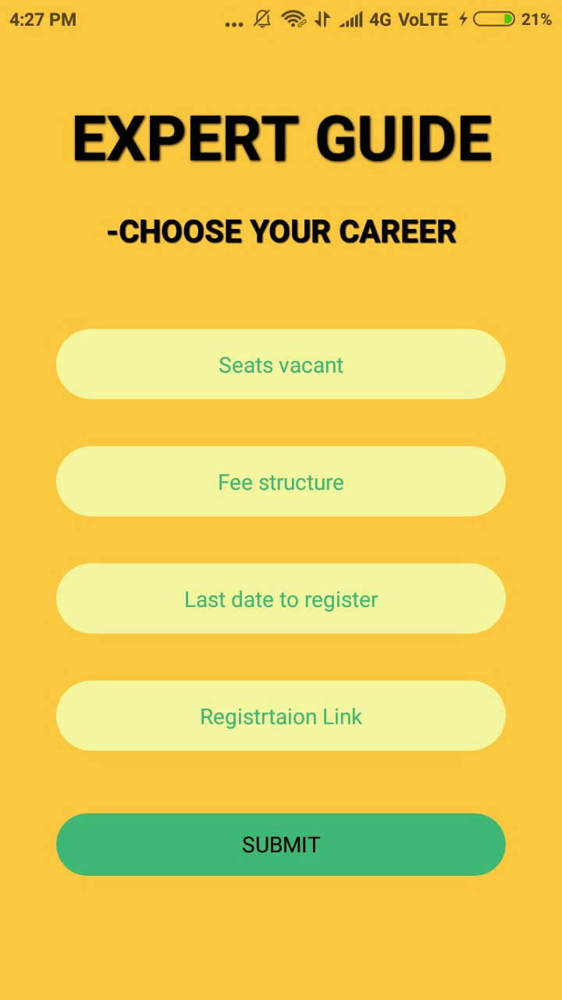 4:27 PM ... 4G VoLTE 21%
EXPERT GUIDE
-CHOOSE YOUR CAREER
Seats vacant
Fee structure
Last date to register
Registrtaion Link
SUBMIT